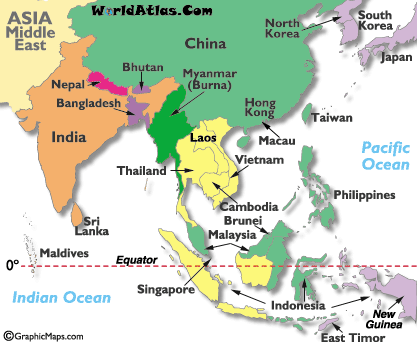 WorldAtlas.Com
ASIA
Middle
East
North
Korea
South
Korea
China
Japan
Bhutan
Nepal
Myanmar
(Burna)
Bangladesh
Hong
Kong
Taiwan
India
Laos
Macau
Pacific
Ocean
Thailand
Vietnam
Philippines
Cambodia
Sri
Lanka
Brunei
Malaysia
Maldives
Equator
0°
Singapore
Indian Ocean
Indonesia
New
Guinea
East Timor
©GraphicMaps.com